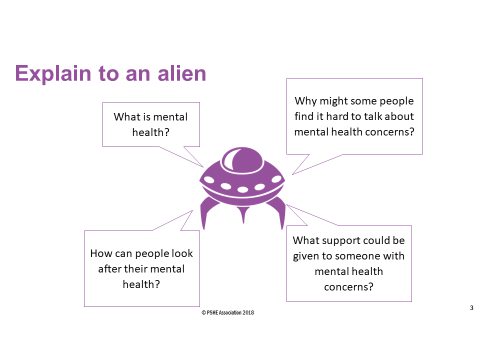 Explain to an alien
What is mental
health?
Why might some people
find it hard to talk about
mental health concerns?
How can people look
after their mental
health?
What support could be
given to someone with
mental health
concerns?
© PSHE Association 2018
3